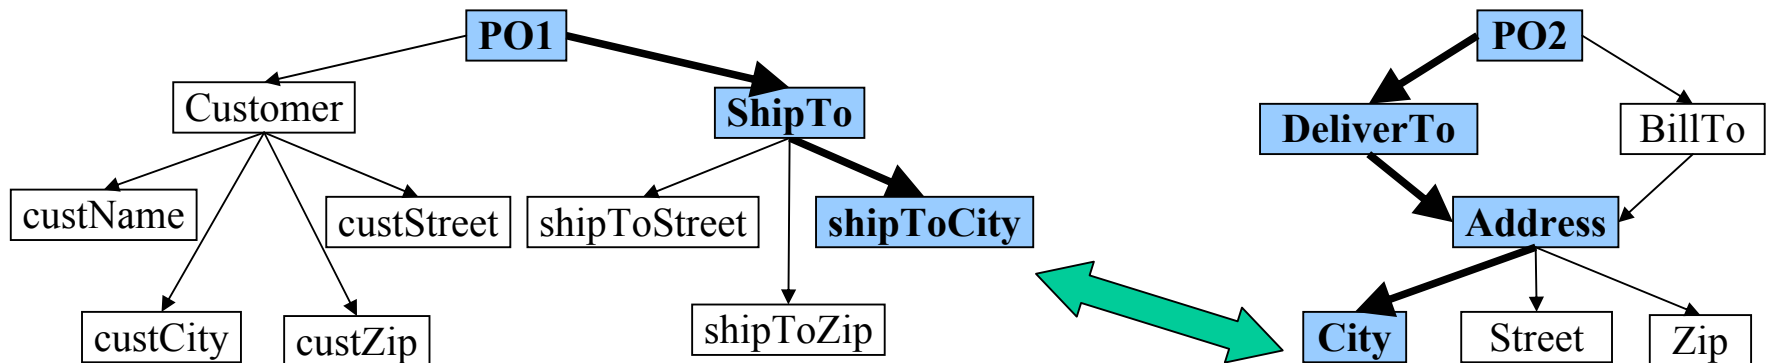 PO1
PO2
Customer
ShipTo
DeliverTo
BillTo
custName
custStreet
shipToStreet
shipToCity
Address
custCity
custZip
shipToZip
City
Street
Zip